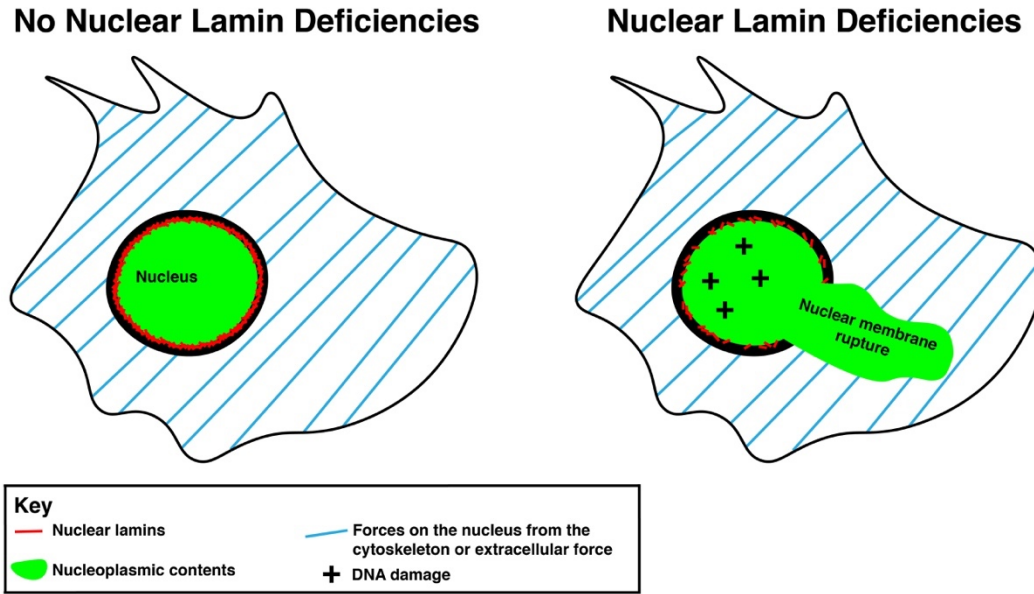 No Nuclear Lamin Deficiencies
Nuclear Lamin Deficiencies
Nucleus
Nuclear membrane
rupture
Key
Nuclear lamins
Nucleoplasmic contents
Forces on the nucleus from the
cytoskeleton or extracellular force
DNA damage